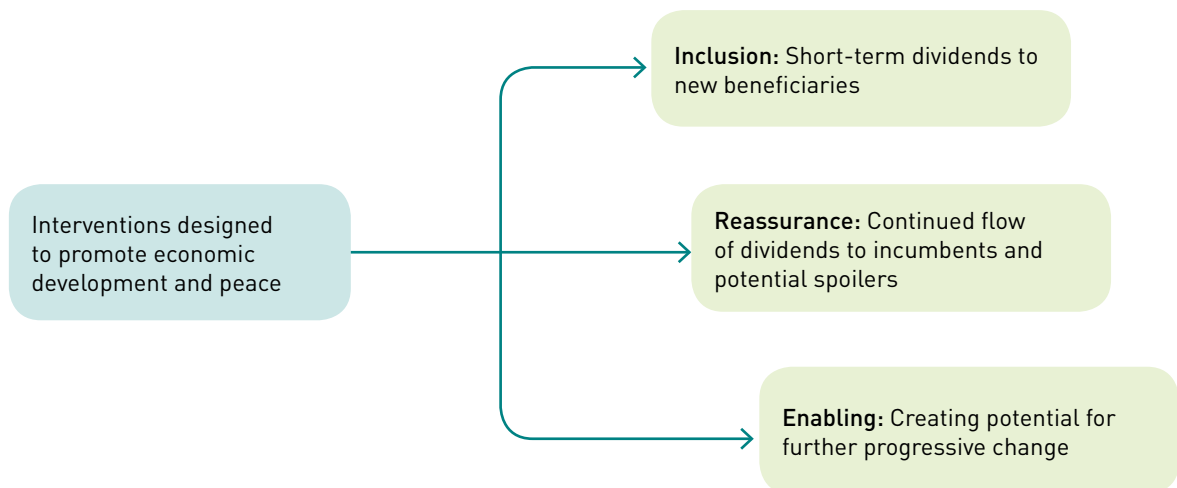 Inclusion: Short-term dividends to
new beneficiaries
Interventions designed
to promote economic
development and peace
Reassurance: Continued flow
of dividends to incumbents and
potential spoilers
Enabling: Creating potential for
further progressive change